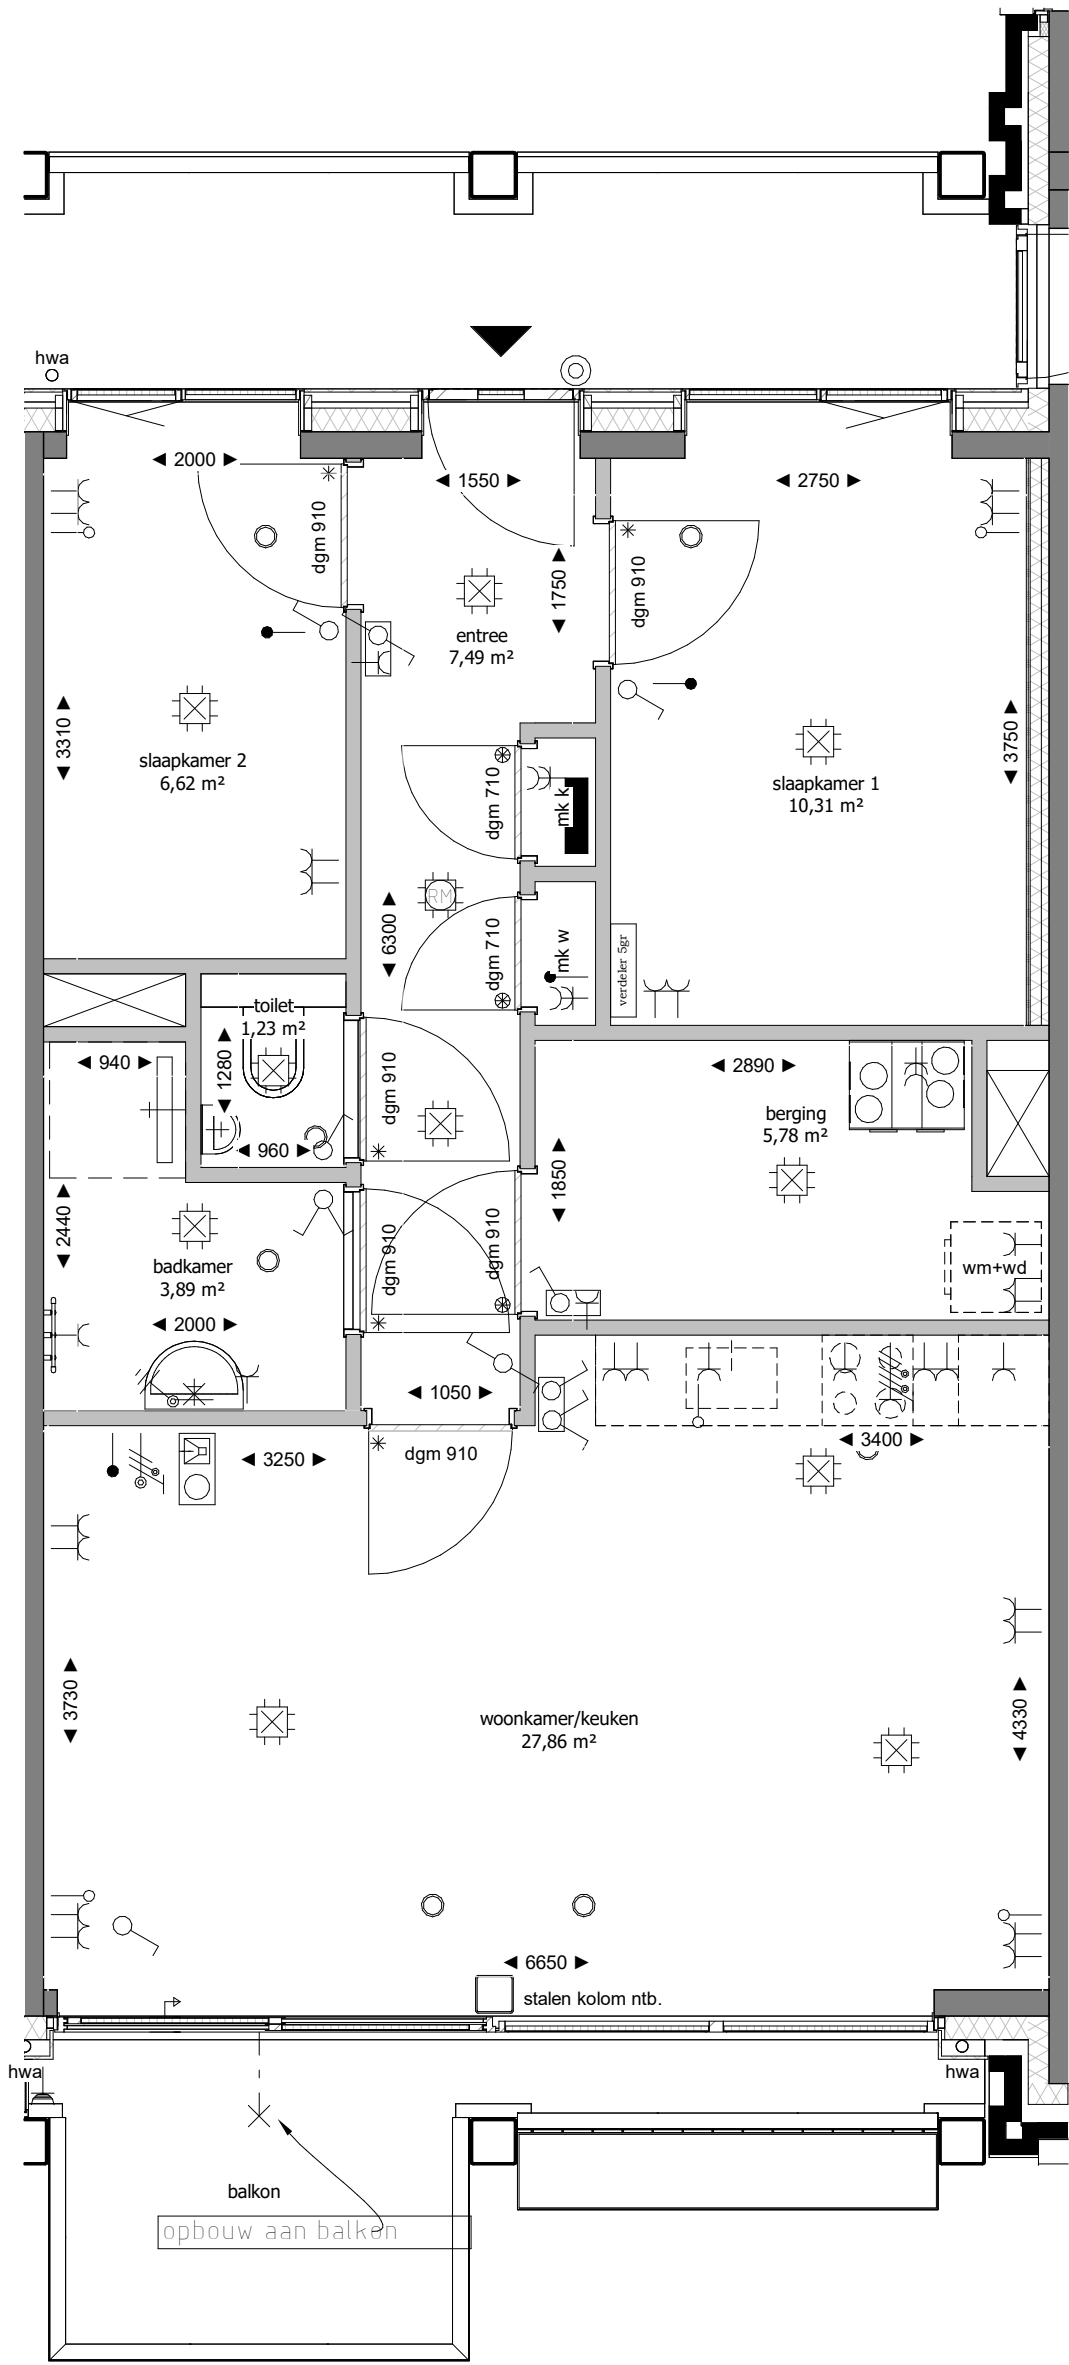 hwa
2000
1550
2750
dgm 910
dgm 910
1750
entree
7,49 m²
3310
3750
slaapkamer 2
6,62 m²
slaapkamer 1
10,31 m²
dgm 710
mk k
RM
6300
dgm 710
mk w
verdeler 5gr
toilet
1,23 m²
940
1280
dgm 910
2890
berging
5,78 m²
960
1850
2440
dgm 910
dgm 910
badkamer
3,89 m²
wm+wd
2000
1050
3400
3250
dgm 910
3730
4330
woonkamer/keuken
27,86 m²
6650
stalen kolom ntb.
hwa
hwa
balkon
opbouw aan balkon